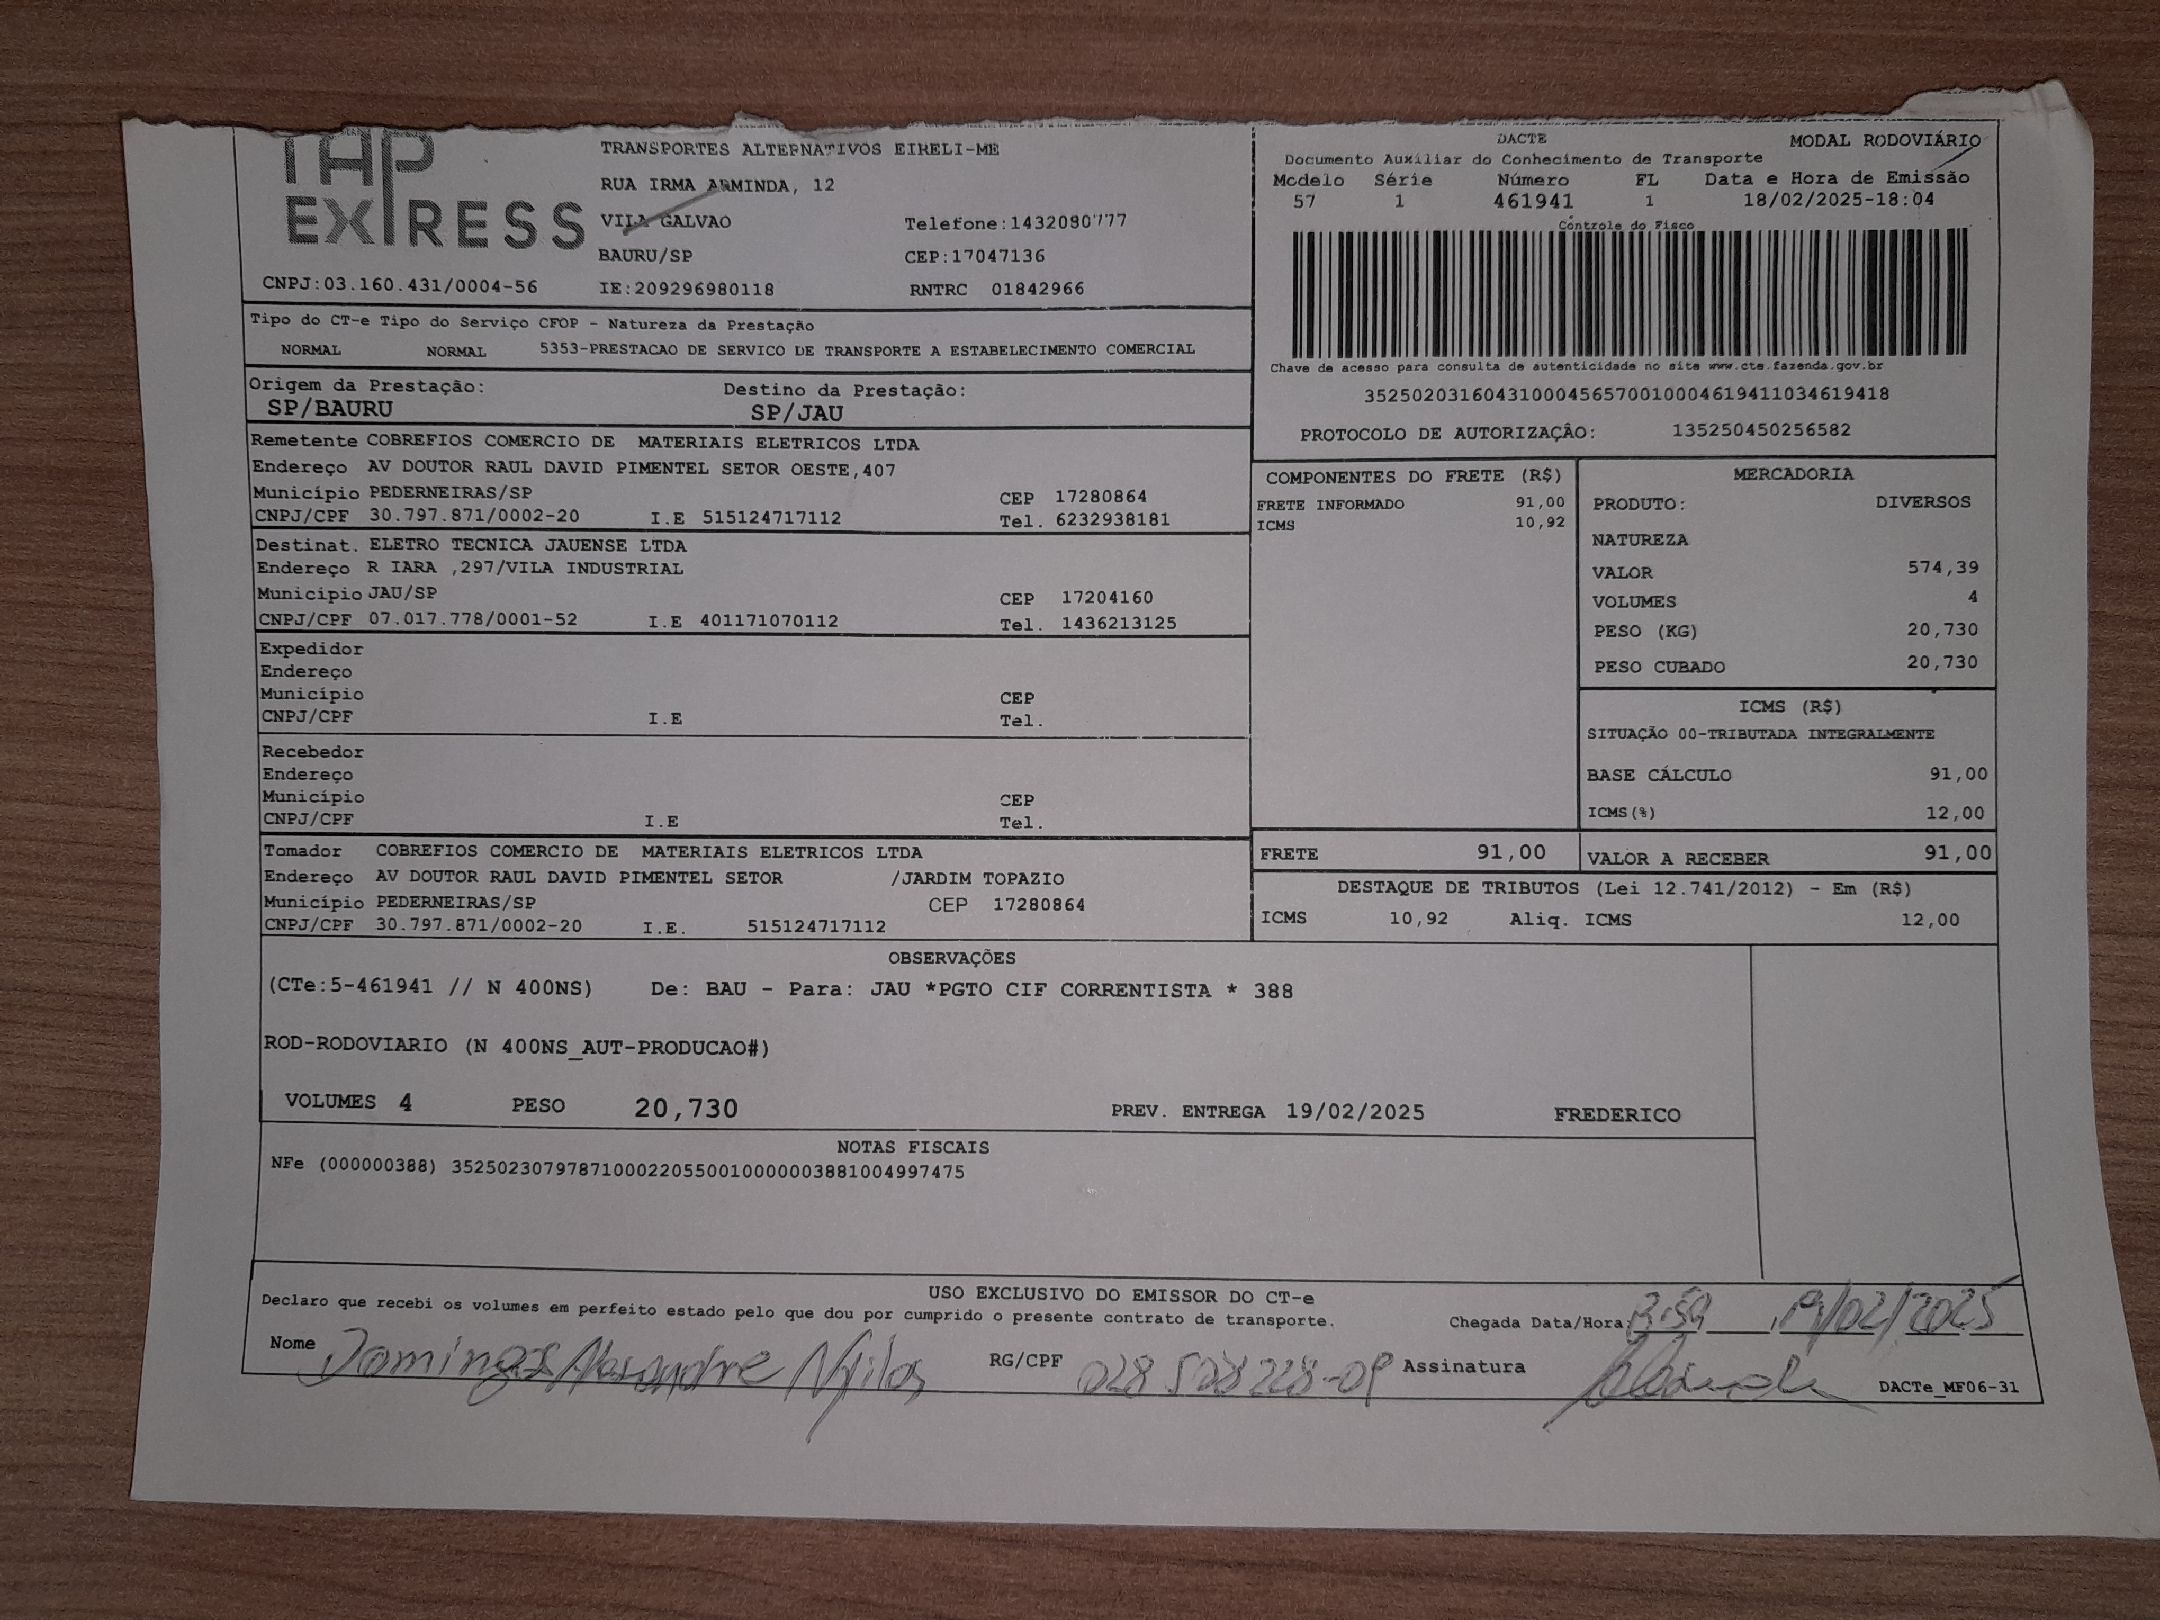 TAP
EXPRESS
TRANSPORTES ALTERNATIVOS EIRELI-ME
RUA IRMA ARMINDA, 12
VILA GALVAO Telefone:1432080777
BAURU/SP CEP:17047136
CNPJ:03.160.431/0004-56 IE:209296980118 RNTRC 01842966
DACTE MODAL RODOVIÁRIO
Documento Auxiliar do Conhecimento de Transporte
Modelo Série Número FL Data e Hora de Emissão
57 1 461941 1 18/02/2025-18:04
Controle do Fisco
Chave de acesso para consulta de autenticidade no site www.cte.fazenda.gov.br
35250203160431000456570010004619411034619418
PROTOCOLO DE AUTORIZAÇÃO: 135250450256582
Tipo do CT-e Tipo do Serviço CFOP - Natureza da Prestação
NORMAL NORMAL 5353-PRESTACAO DE SERVICO DE TRANSPORTE A ESTABELECIMENTO COMERCIAL
Origem da Prestação: Destino da Prestação:
SP/BAURU SP/JAU
Remetente COBREFIOS COMERCIO DE MATERIAIS ELETRICOS LTDA
Endereço AV DOUTOR RAUL DAVID PIMENTEL SETOR OESTE,407
Município PEDERNEIRAS/SP CEP 17280864
CNPJ/CPF 30.797.871/0002-20 I.E 515124717112 Tel. 6232938181
Destinat. ELETRO TECNICA JAUENSE LTDA
Endereço R IARA ,297/VILA INDUSTRIAL
Município JAU/SP CEP 17204160
CNPJ/CPF 07.017.778/0001-52 I.E 401171070112 Tel. 1436213125
Expedidor
Endereço
Município CEP
CNPJ/CPF I.E Tel.
Recebedor
Endereço
Município CEP
CNPJ/CPF I.E Tel.
Tomador COBREFIOS COMERCIO DE MATERIAIS ELETRICOS LTDA
Endereço AV DOUTOR RAUL DAVID PIMENTEL SETOR /JARDIM TOPAZIO
Município PEDERNEIRAS/SP CEP 17280864
CNPJ/CPF 30.797.871/0002-20 I.E. 515124717112
COMPONENTES DO FRETE (R$)
FRETE INFORMADO 91,00
ICMS 10,92
MERCADORIA
PRODUTO: DIVERSOS
NATUREZA
VALOR 574,39
VOLUMES 4
PESO (KG) 20,730
PESO CUBADO 20,730
ICMS (R$)
SITUAÇÃO 00-TRIBUTADA INTEGRALMENTE
BASE CÁLCULO 91,00
ICMS(%) 12,00
FRETE 91,00 VALOR A RECEBER 91,00
DESTAQUE DE TRIBUTOS (Lei 12.741/2012) - Em (R$)
ICMS 10,92 Aliq. ICMS 12,00
OBSERVAÇÕES
(CTe:5-461941 // N 400NS) De: BAU - Para: JAU *PGTO CIF CORRENTISTA * 388
ROD-RODOVIARIO (N 400NS_AUT-PRODUCAO#)
VOLUMES 4 PESO 20,730 PREV. ENTREGA 19/02/2025 FREDERICO
NOTAS FISCAIS
NFe (000000388) 35250230797871000220550010000003881004997475
USO EXCLUSIVO DO EMISSOR DO CT-e
Declaro que recebi os volumes em perfeito estado pelo que dou por cumprido o presente contrato de transporte.
Chegada Data/Hora: 19/02/2025
Nome Domingos Alexandre RG/CPF 028 508 228-09 Assinatura
DACTe_MF06-31